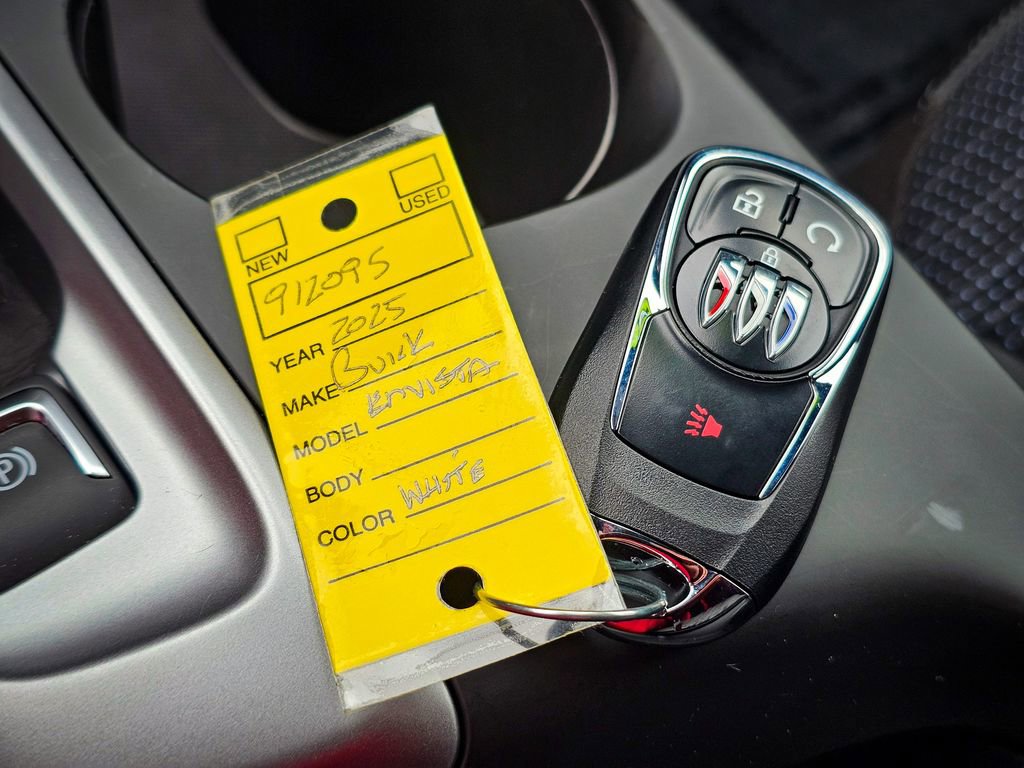 NEW USED
912095
YEAR 2025
MAKE Buick
MODEL ENVISTA
BODY
COLOR WHITE
P